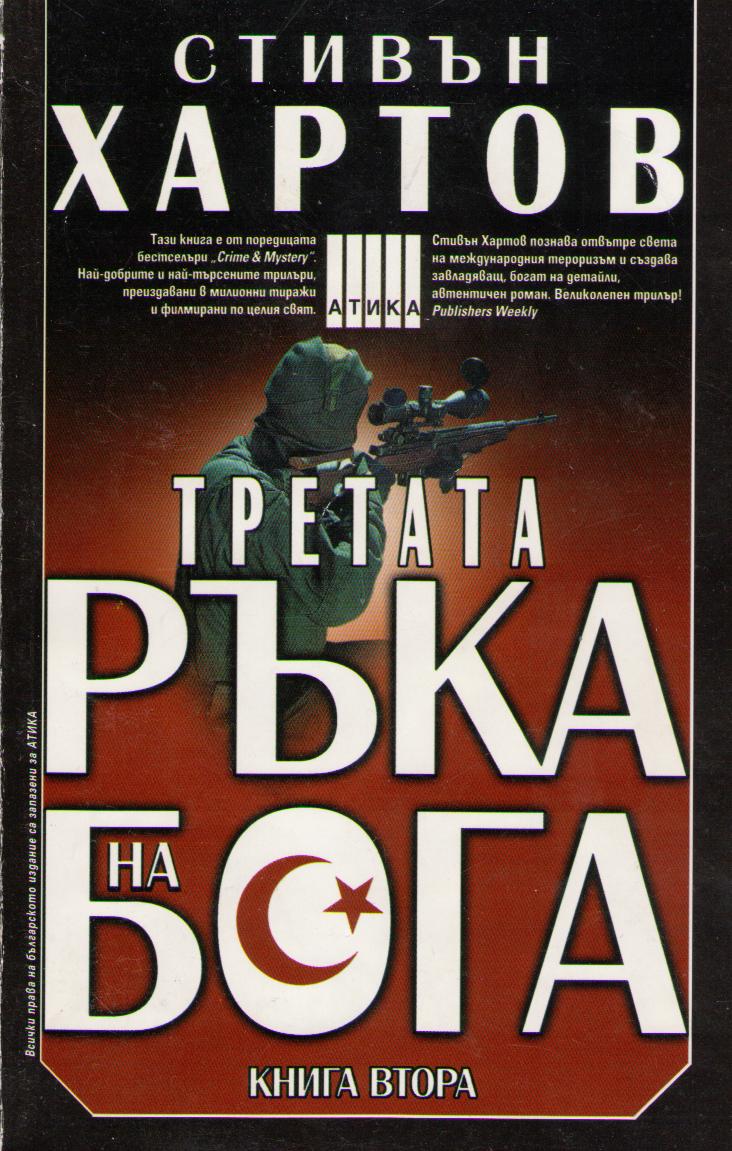 СТИВЪН
ХАРТОВ
Тази книга е от поредицата
бестселъри „Crime & Mystery".
Най-добрите и най-търсените трилъри,
преиздавани в милионни тиражи
и филмирани по целия свят.
АТИКА
Стивън Хартов познава отвътре света
на международния тероризъм и създава
завладяващ, богат на детайли,
автентичен роман. Великолепен трилър!
Publishers Weekly
ТРЕТАТА
РЪКА
НА
БОГА
КНИГА ВТОРА
Всички права на българското издание са запазени за АТИКА